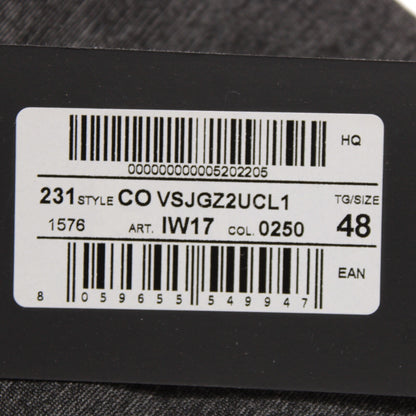 HQ
000000000005202205
231 STYLE CO VSJGZ2UCL1 TG/SIZE
1576 ART. IW17 COL. 0250 48
EAN
8 059655 549947